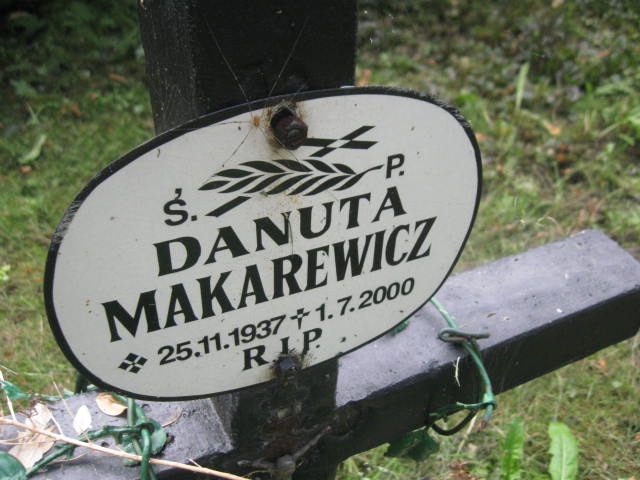 Ś. P.
DANUTA
MAKAREWICZ
25.11.1937 † 1.7.2000
R.I.P.